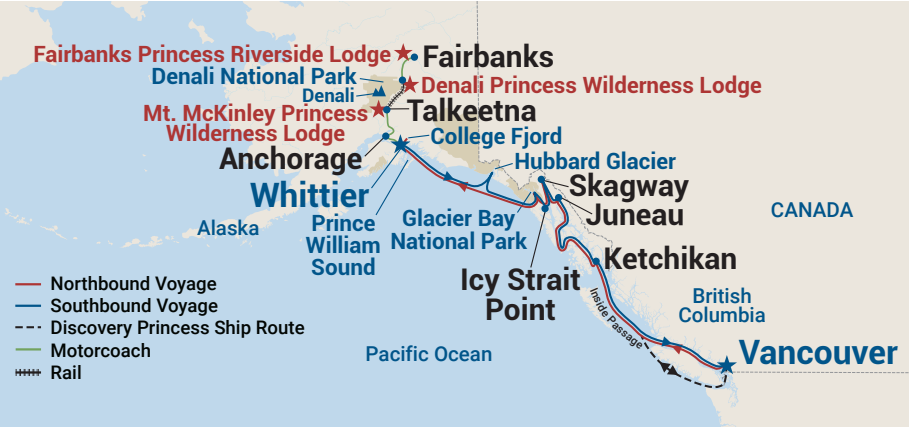 Fairbanks Princess Riverside Lodge
Fairbanks
Denali National Park
Denali
Denali Princess Wilderness Lodge
Mt. McKinley Princess
Wilderness Lodge
Talkeetna
College Fjord
Anchorage
Hubbard Glacier
Whittier
Skagway
Juneau
Alaska
Prince
William
Sound
Glacier Bay
National Park
CANADA
Icy Strait
Point
Ketchikan
Inside Passage
British
Columbia
Northbound Voyage
Southbound Voyage
Discovery Princess Ship Route
Motorcoach
Rail
Pacific Ocean
Vancouver